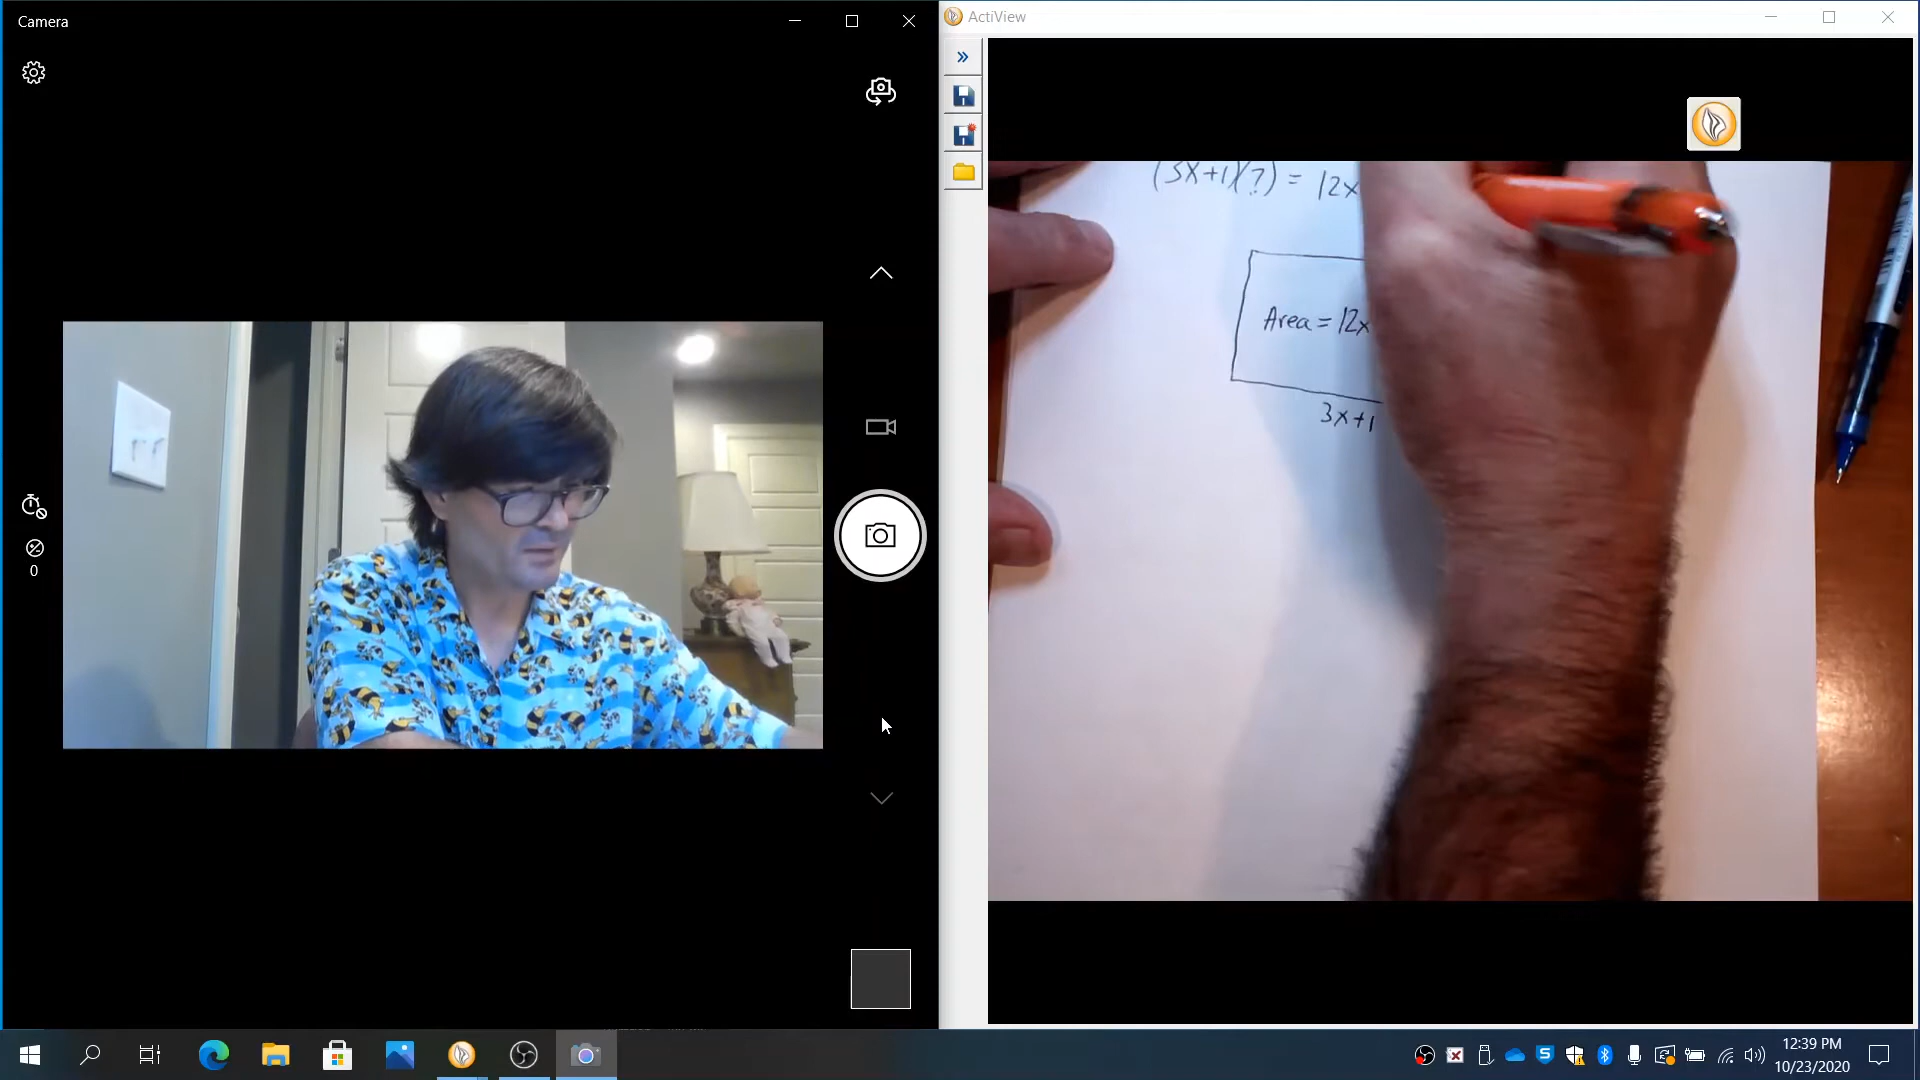 Camera
ActiView
0
(3x+1)(?) = 12x
Area = 12x
3x+1
12:39 PM
10/23/2020